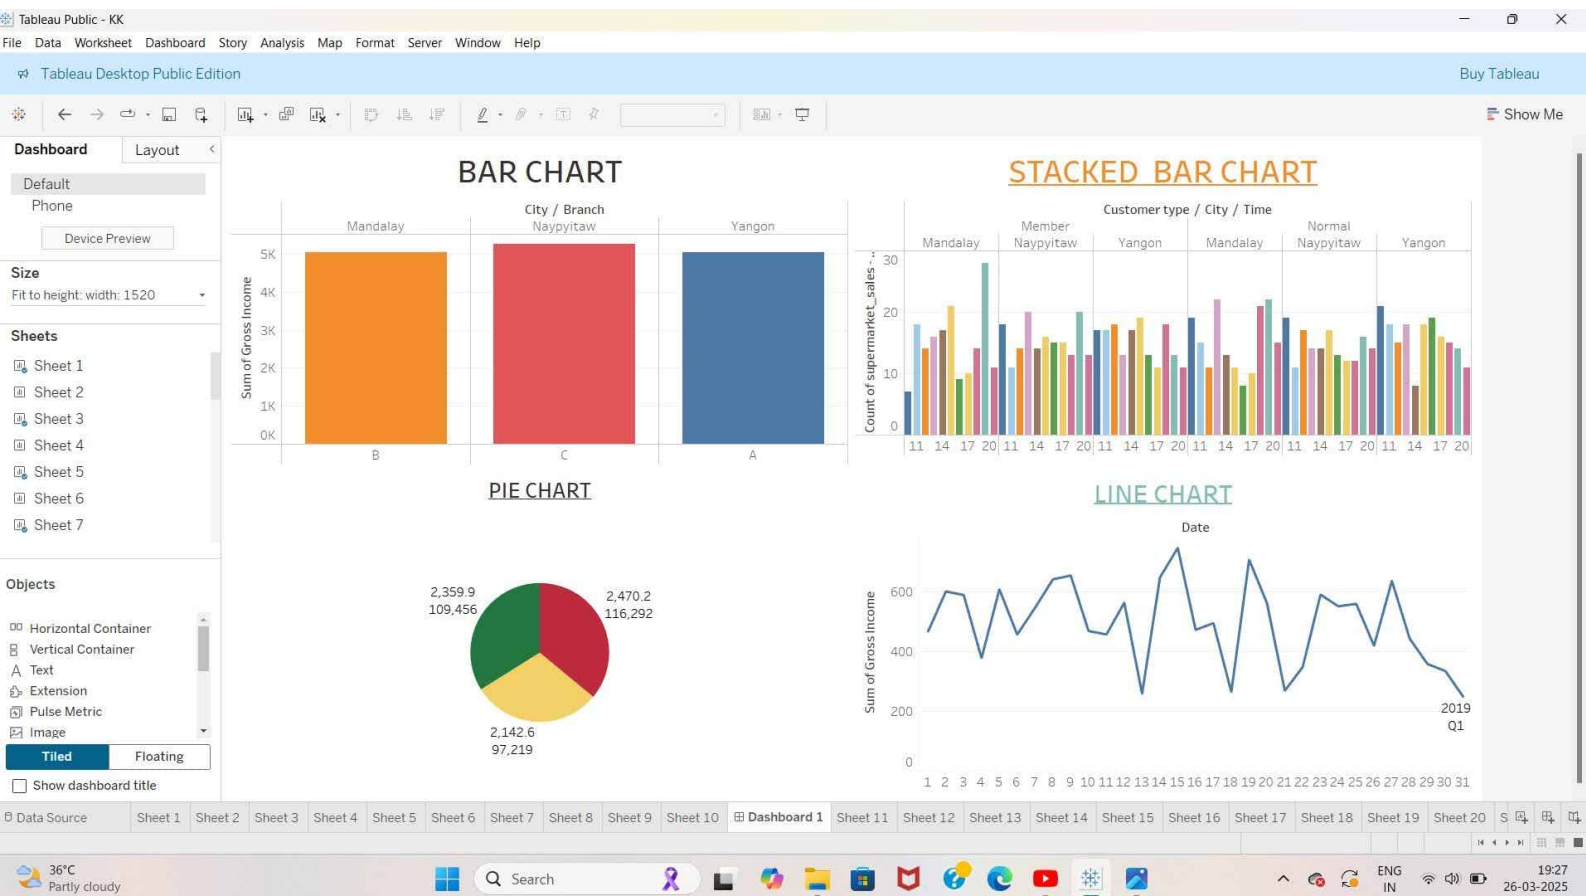 Tableau Public - KK
File Data Worksheet Dashboard Story Analysis Map Format Server Window Help
Tableau Desktop Public Edition
Buy Tableau
Show Me
Dashboard
Layout
Default
Phone
Device Preview
Size
Fit to height: width: 1520
Sheets
Sheet 1
Sheet 2
Sheet 3
Sheet 4
Sheet 5
Sheet 6
Sheet 7
Objects
Horizontal Container
Vertical Container
A Text
Extension
Pulse Metric
Image
Tiled
Floating
Show dashboard title
BAR CHART
City / Branch
Mandalay Naypyitaw Yangon
Sum of Gross Income
5K
4K
3K
2K
1K
0K
B C A
STACKED BAR CHART
Customer type / City / Time
Member Normal
Mandalay Naypyitaw Yangon Mandalay Naypyitaw Yangon
Count of supermarket_sales - ..
30
20
10
0
11 14 17 20 11 14 17 20 11 14 17 20 11 14 17 20 11 14 17 20 11 14 17 20
PIE CHART
2,359.9
109,456
2,470.2
116,292
2,142.6
97,219
LINE CHART
Date
Sum of Gross Income
600
400
200
0
2019
Q1
1 2 3 4 5 6 7 8 9 10 11 12 13 14 15 16 17 18 19 20 21 22 23 24 25 26 27 28 29 30 31
Data Source Sheet 1 Sheet 2 Sheet 3 Sheet 4 Sheet 5 Sheet 6 Sheet 7 Sheet 8 Sheet 9 Sheet 10 Dashboard 1 Sheet 11 Sheet 12 Sheet 13 Sheet 14 Sheet 15 Sheet 16 Sheet 17 Sheet 18 Sheet 19 Sheet 20 S
36°C
Partly cloudy
Search
ENG
IN
19:27
26-03-2025